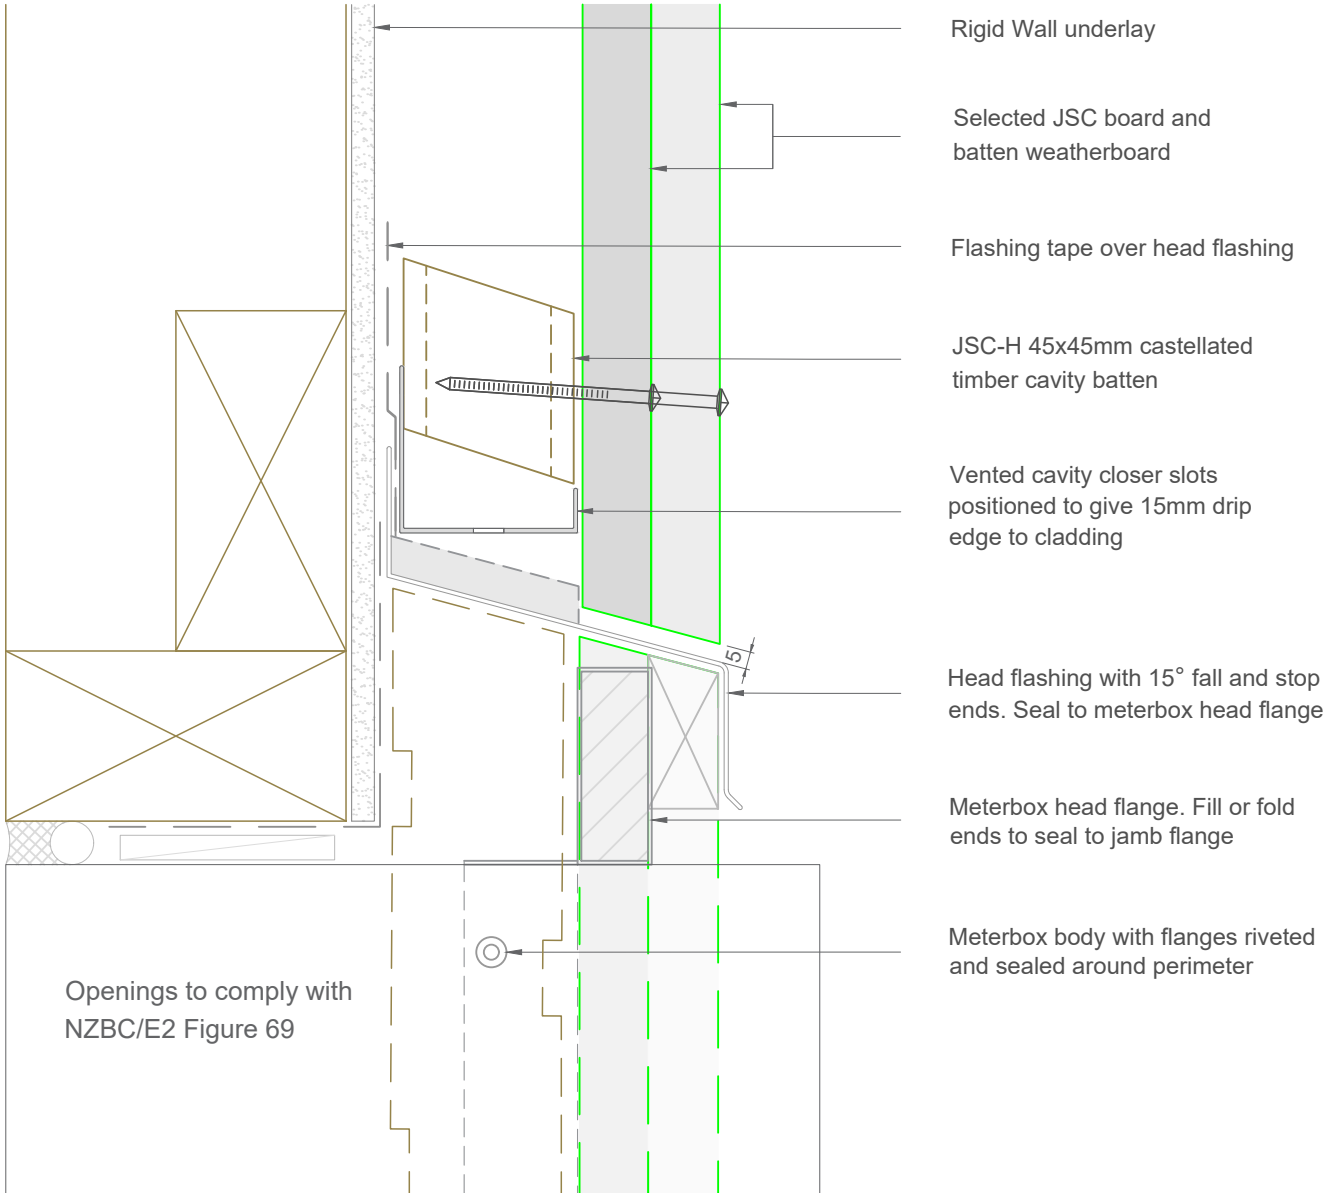 Rigid Wall underlay
Selected JSC board and
batten weatherboard
Flashing tape over head flashing
JSC-H 45x45mm castellated
timber cavity batten
Vented cavity closer slots
positioned to give 15mm drip
edge to cladding
5
Head flashing with 15° fall and stop
ends. Seal to meterbox head flange
Meterbox head flange. Fill or fold
ends to seal to jamb flange
Meterbox body with flanges riveted
and sealed around perimeter
Openings to comply with
NZBC/E2 Figure 69